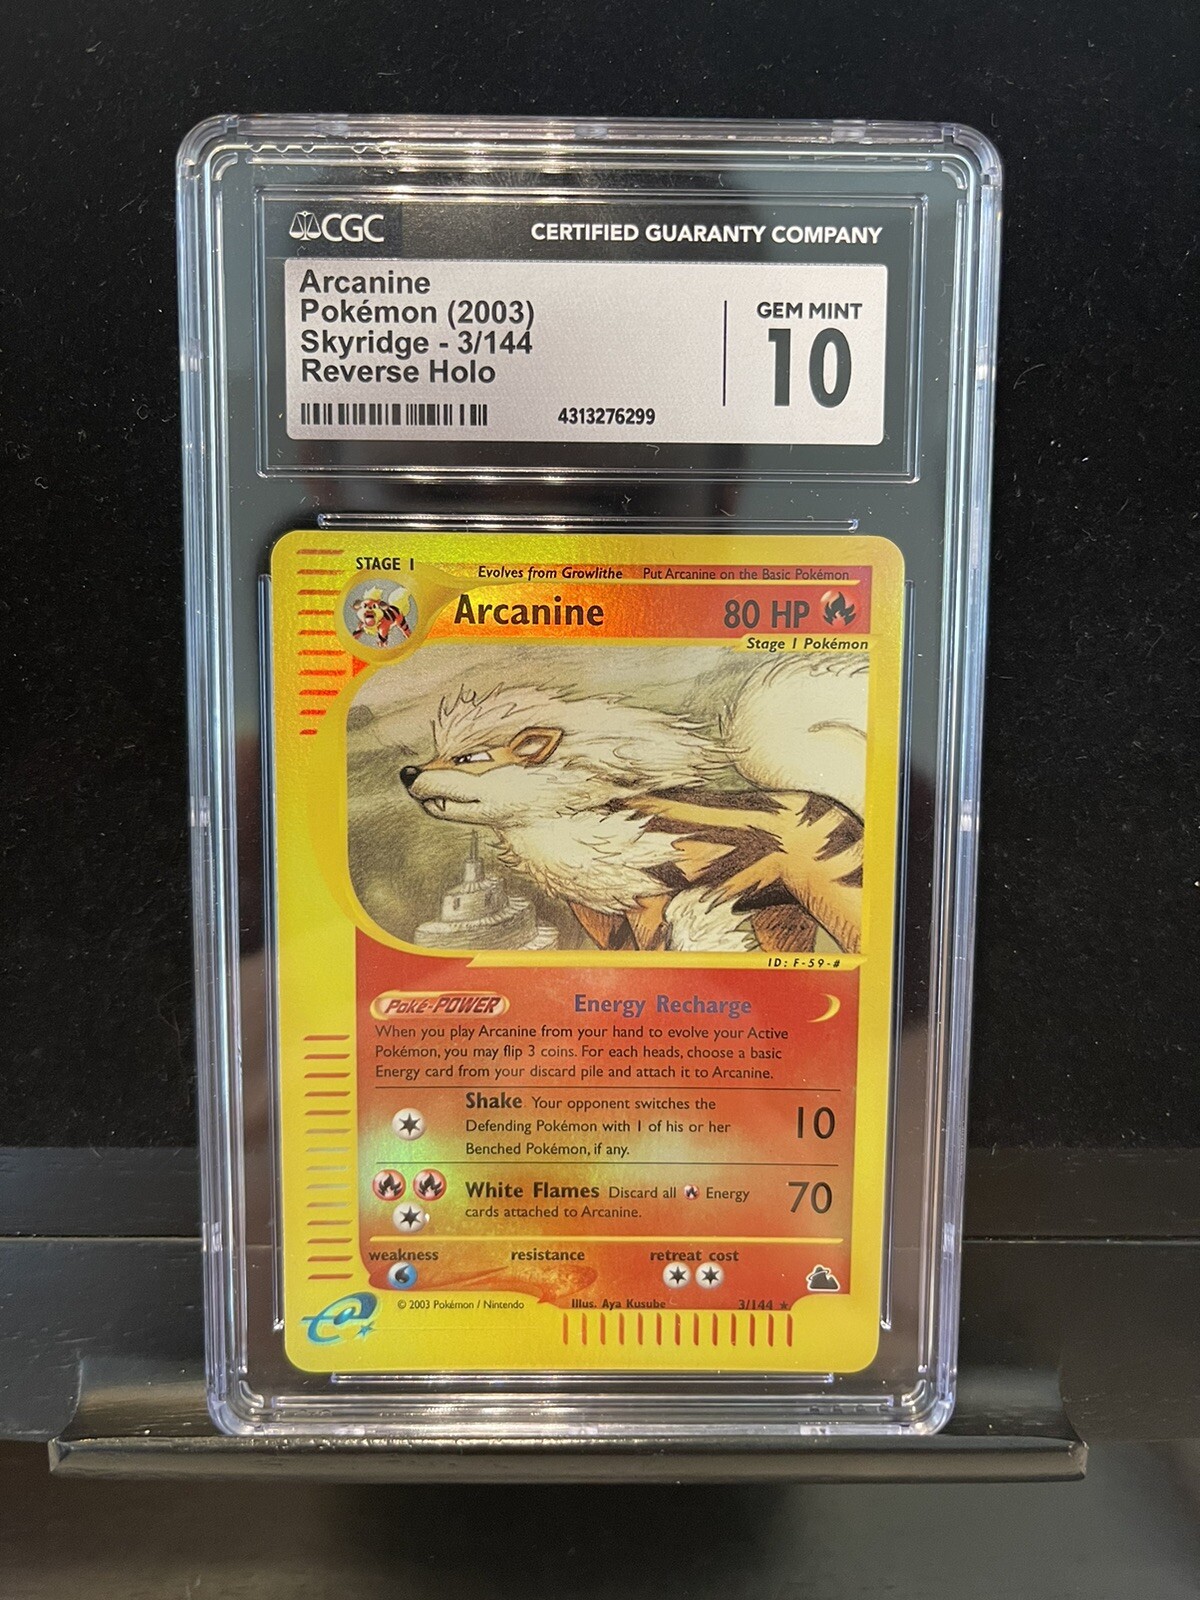 CGC
CERTIFIED GUARANTY COMPANY
Arcanine
Pokémon (2003)
Skyridge - 3/144
Reverse Holo
GEM MINT
10
4313276299
STAGE 1
Evolves from Growlithe Put Arcanine on the Basic Pokémon
Arcanine 80 HP
Stage 1 Pokémon
ID: F-59-#
Poké-POWER Energy Recharge
When you play Arcanine from your hand to evolve your Active
Pokémon, you may flip 3 coins. For each heads, choose a basic
Energy card from your discard pile and attach it to Arcanine.
Shake Your opponent switches the
Defending Pokémon with 1 of his or her
Benched Pokémon, if any.
10
White Flames Discard all Energy
cards attached to Arcanine.
70
weakness resistance retreat cost
e
© 2003 Pokémon / Nintendo Illus. Aya Kusube 3/144 ★